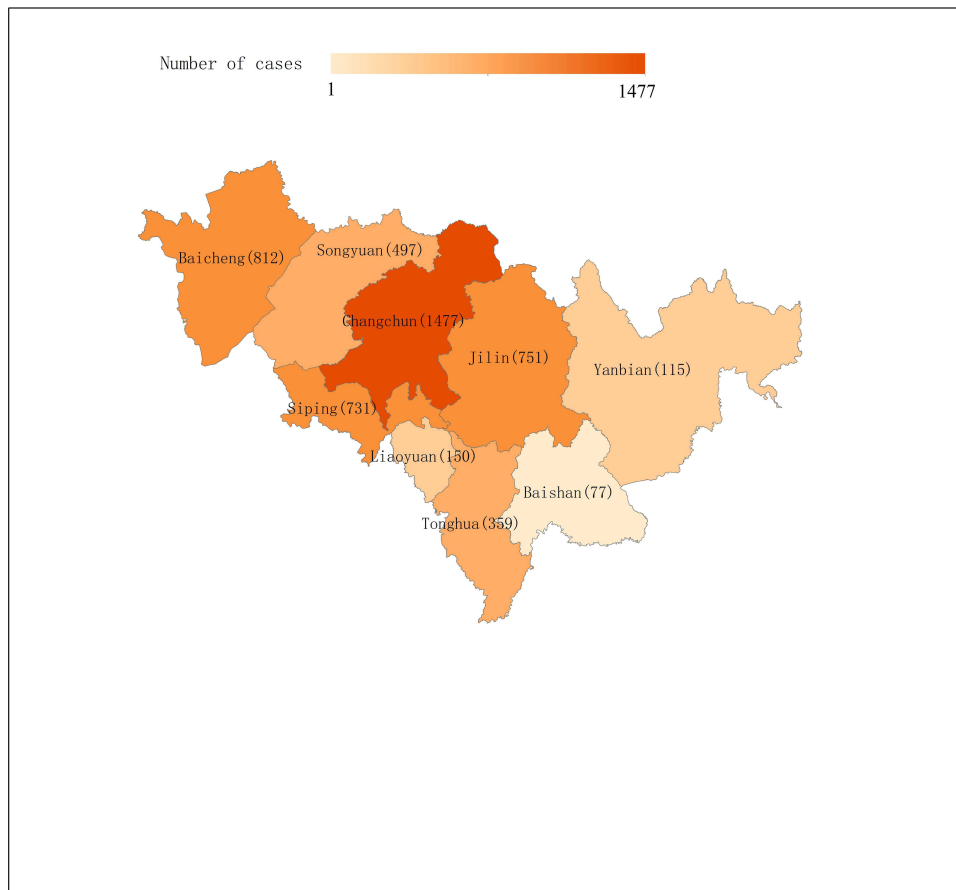 Number of cases
1
1477
Songyuan(497)
Baicheng(812)
Changchun(1477)
Jilin(751)
Yanbian(115)
Siping(731)
Liaoyuan(150)
Baishan(77)
Tonghua(359)